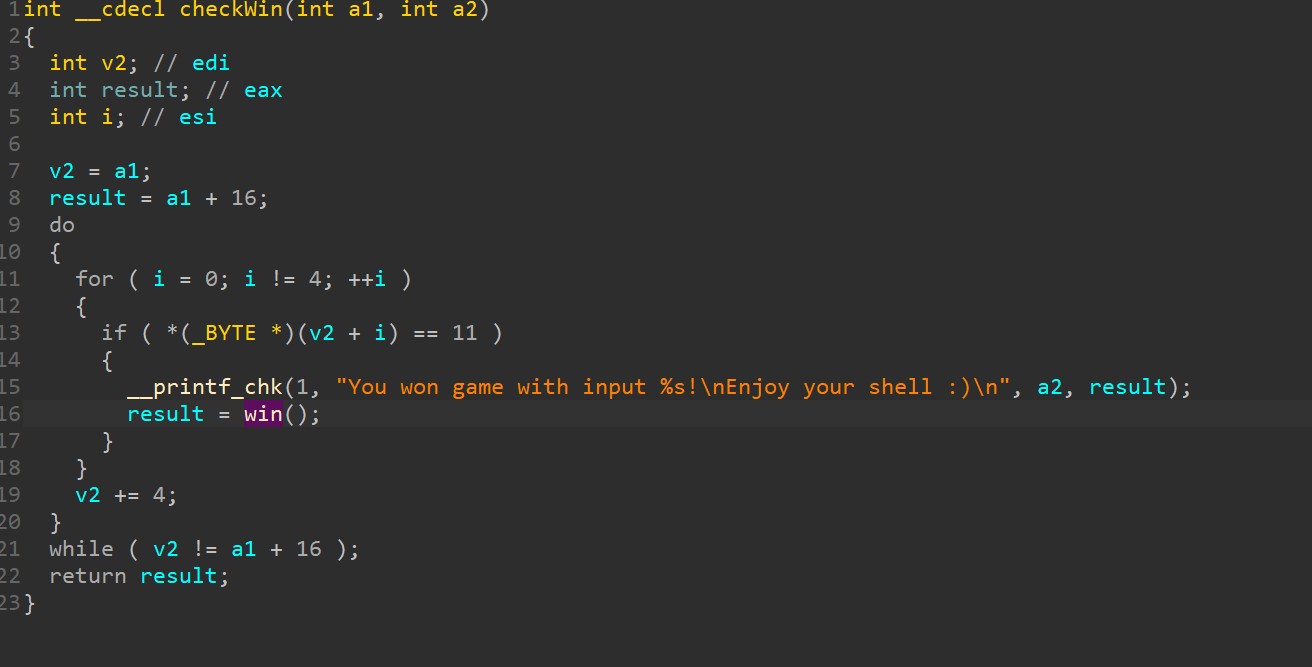 1 int __cdecl checkWin(int a1, int a2)
2 {
3 int v2; // edi
4 int result; // eax
5 int i; // esi
6
7 v2 = a1;
8 result = a1 + 16;
9 do
10 {
11 for ( i = 0; i != 4; ++i )
12 {
13 if ( *(_BYTE *)(v2 + i) == 11 )
14 {
15 __printf_chk(1, "You won game with input %s!\nEnjoy your shell :)\n", a2, result);
16 result = win();
17 }
18 }
19 v2 += 4;
20 }
21 while ( v2 != a1 + 16 );
22 return result;
23 }